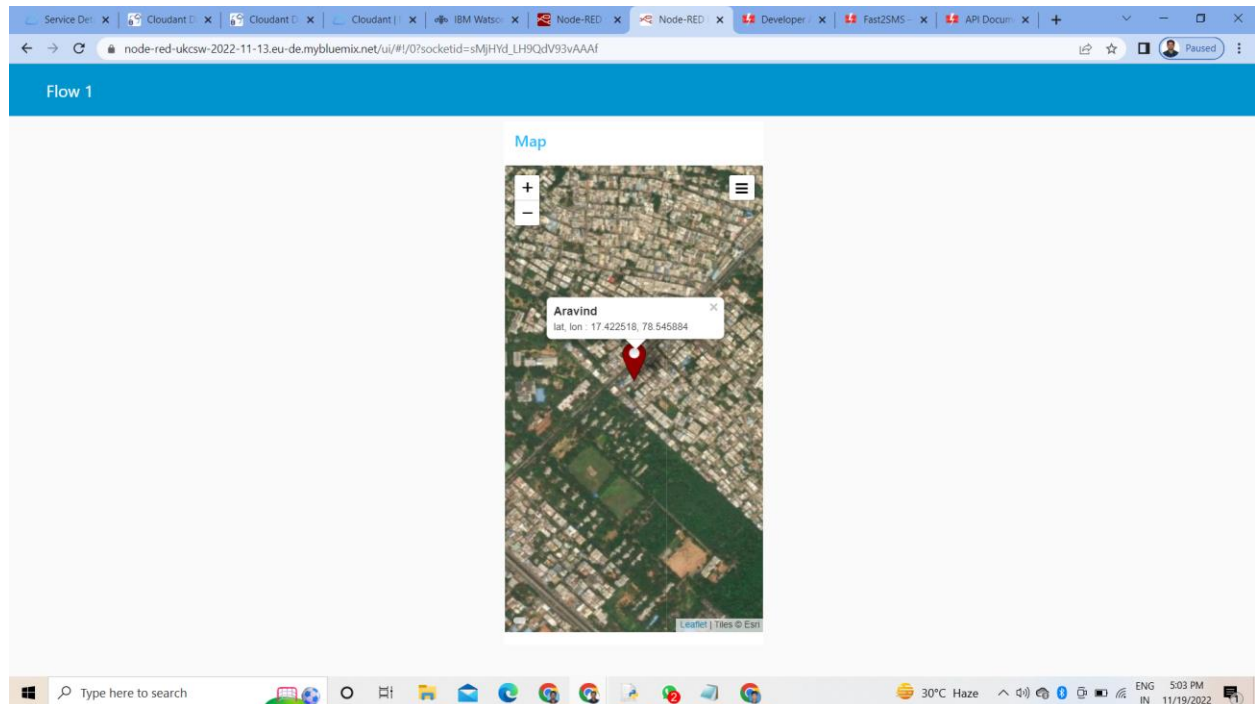 Service Det
Cloudant D
Cloudant D
Cloudant |
IBM Watso
Node-RED
Node-RED
Developer
Fast2SMS –
API Docum
node-red-ukcsw-2022-11-13.eu-de.mybluemix.net/ui/#!/0?socketid=sMjHYd_LH9QdV93vAAAf
Paused
Flow 1
Map
+
−
Aravind
×
lat, lon : 17.422518, 78.545884
Leaflet | Tiles © Esri
Type here to search
30°C Haze
ENG 5:03 PM
IN 11/19/2022